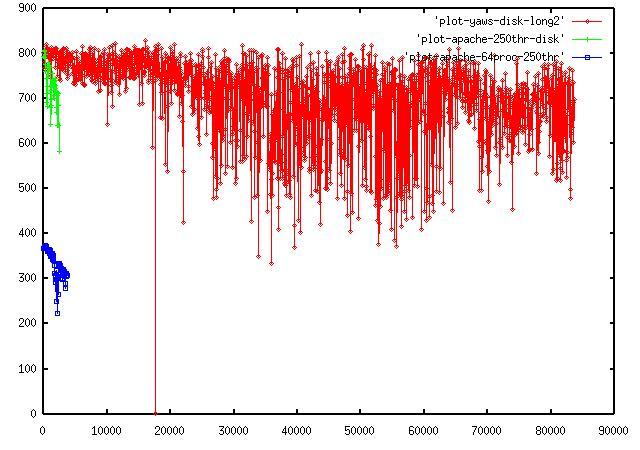 900
800
700
600
500
400
300
200
100
0
'plot-yaws-disk-long2'
'plot-apache-250thr-disk'
'plot-apache-64proc-250thr'
0 10000 20000 30000 40000 50000 60000 70000 80000 90000